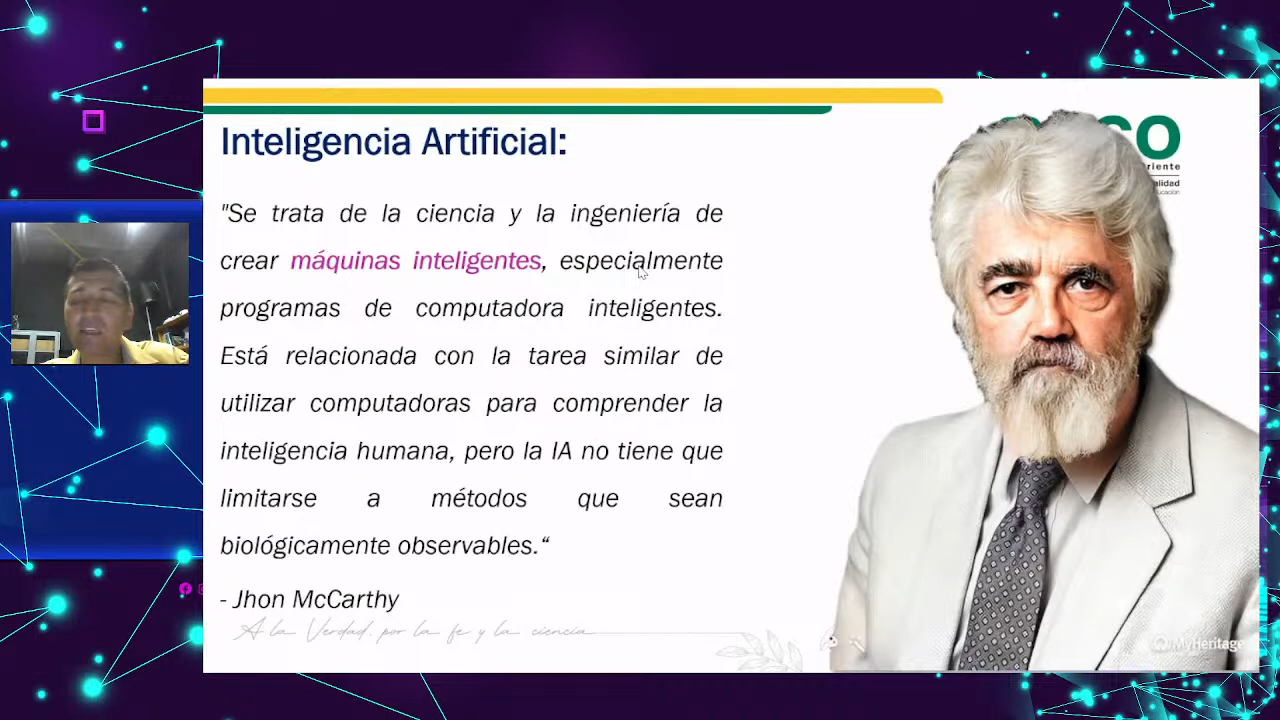 Inteligencia Artificial:
"Se trata de la ciencia y la ingeniería de
crear máquinas inteligentes, especialmente
programas de computadora inteligentes.
Está relacionada con la tarea similar de
utilizar computadoras para comprender la
inteligencia humana, pero la IA no tiene que
limitarse a métodos que sean
biológicamente observables.“
- Jhon McCarthy
A la Verdad por la fe y la ciencia
MyHeritage